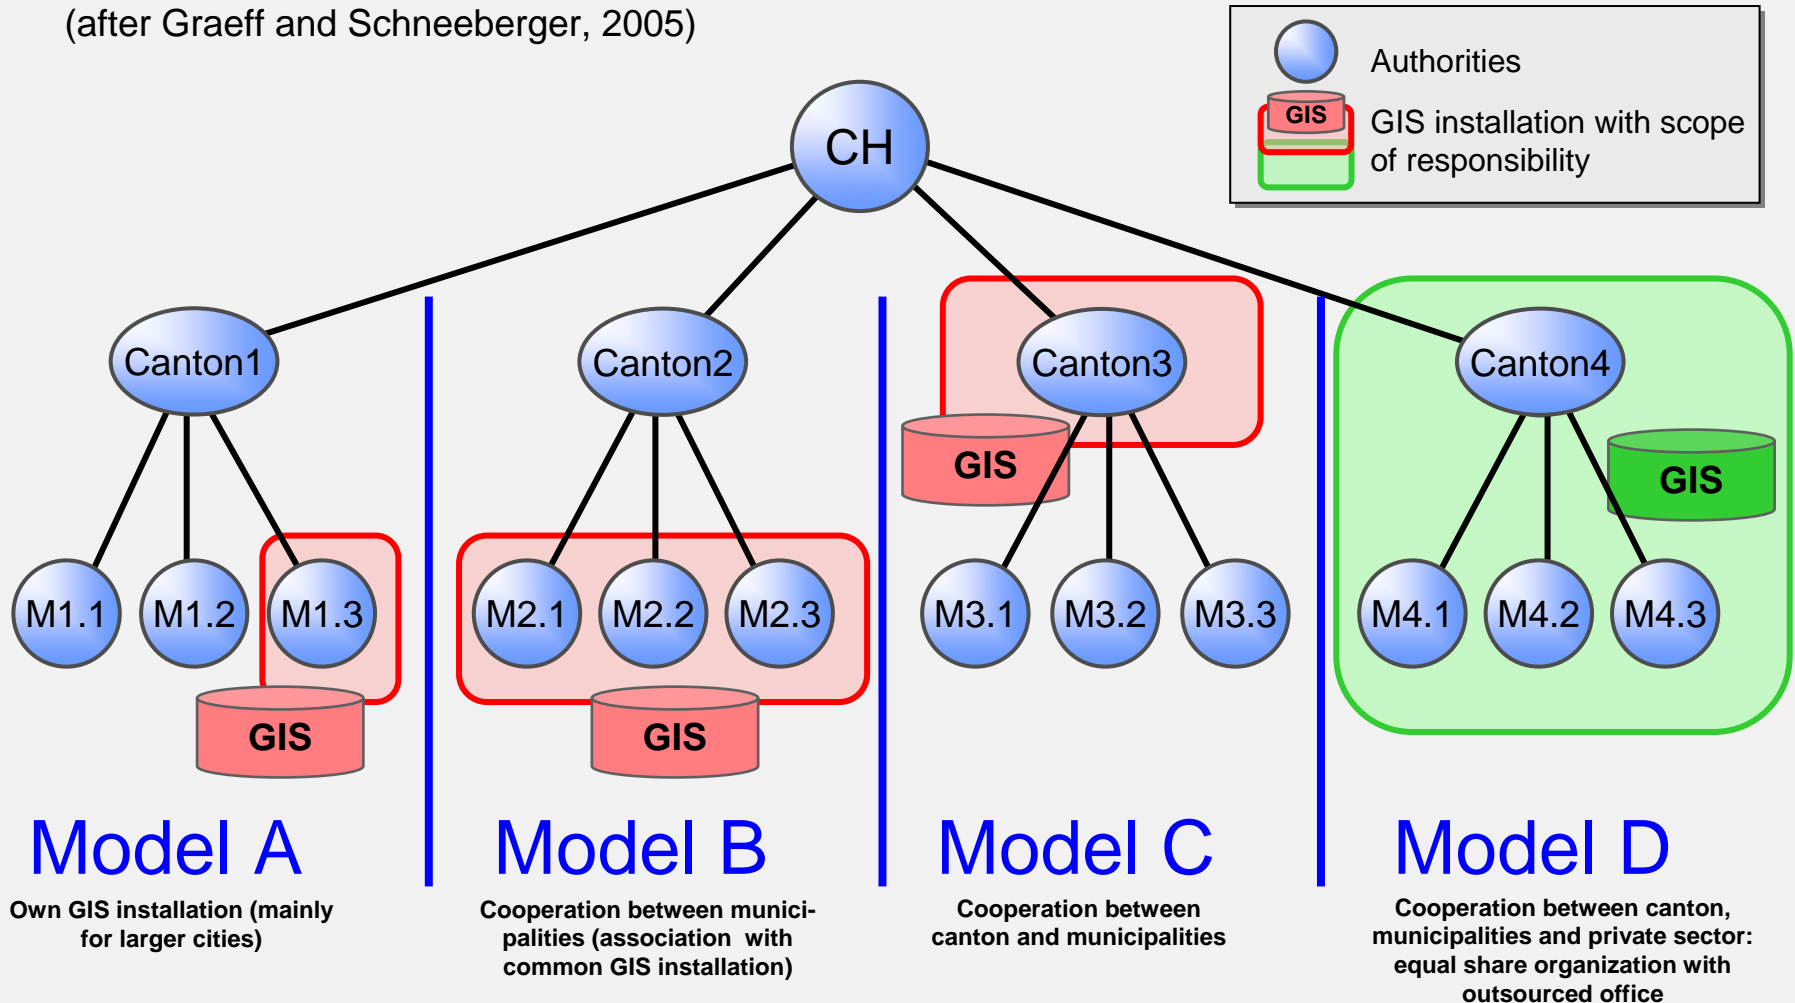 (after Graeff and Schneeberger, 2005)
Authorities
GIS
GIS installation with scope
of responsibility
CH
Canton1
Canton2
Canton3
Canton4
GIS
GIS
M1.1
M1.2
M1.3
M2.1
M2.2
M2.3
M3.1
M3.2
M3.3
M4.1
M4.2
M4.3
GIS
GIS
Model A
Own GIS installation (mainly
for larger cities)
Model B
Cooperation between munici-
palities (association with
common GIS installation)
Model C
Cooperation between
canton and municipalities
Model D
Cooperation between canton,
municipalities and private sector:
equal share organization with
outsourced office